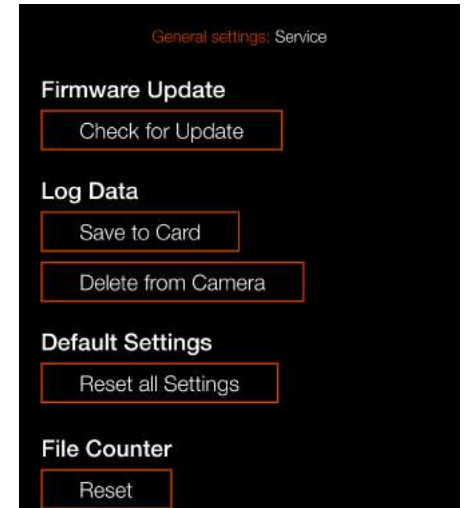 General settings: Service
Firmware Update
Check for Update
Log Data
Save to Card
Delete from Camera
Default Settings
Reset all Settings
File Counter
Reset